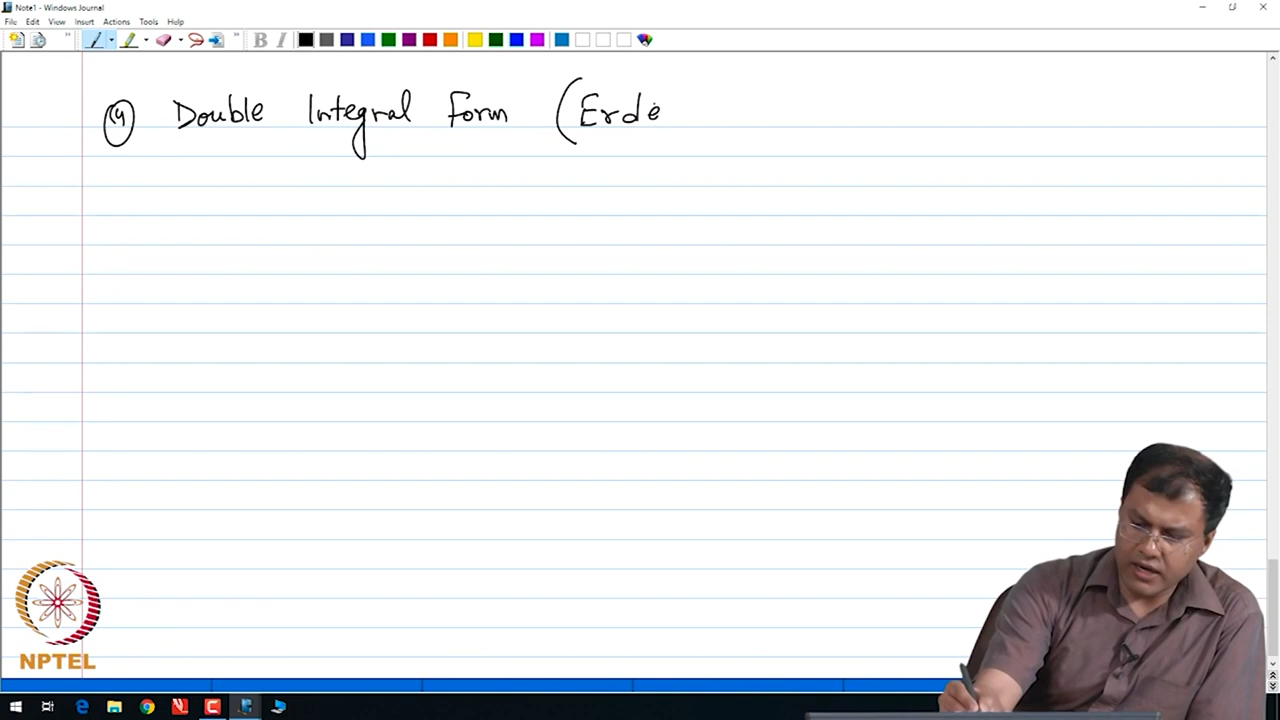 Note1 - Windows Journal
File Edit View Insert Actions Tools Help
B I
④ Double Integral Form (Erdé
NPTEL